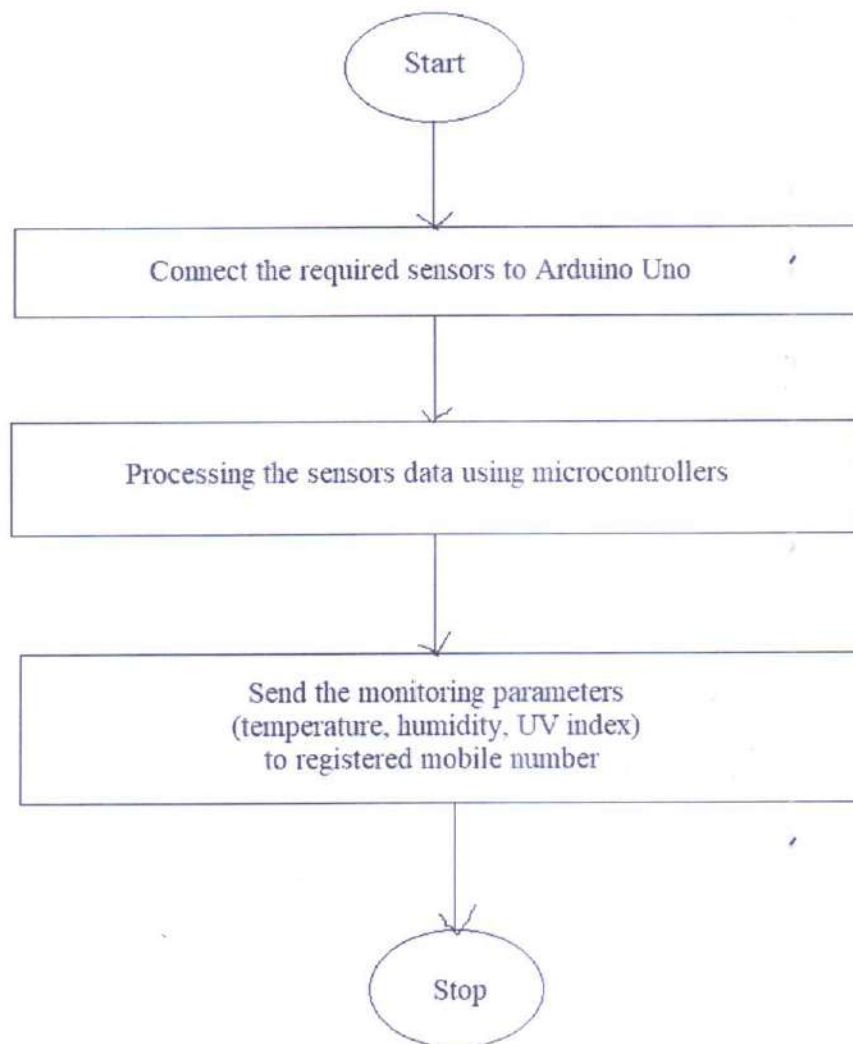 Start
Connect the required sensors to Arduino Uno
Processing the sensors data using microcontrollers
Send the monitoring parameters
(temperature, humidity, UV index)
to registered mobile number
Stop